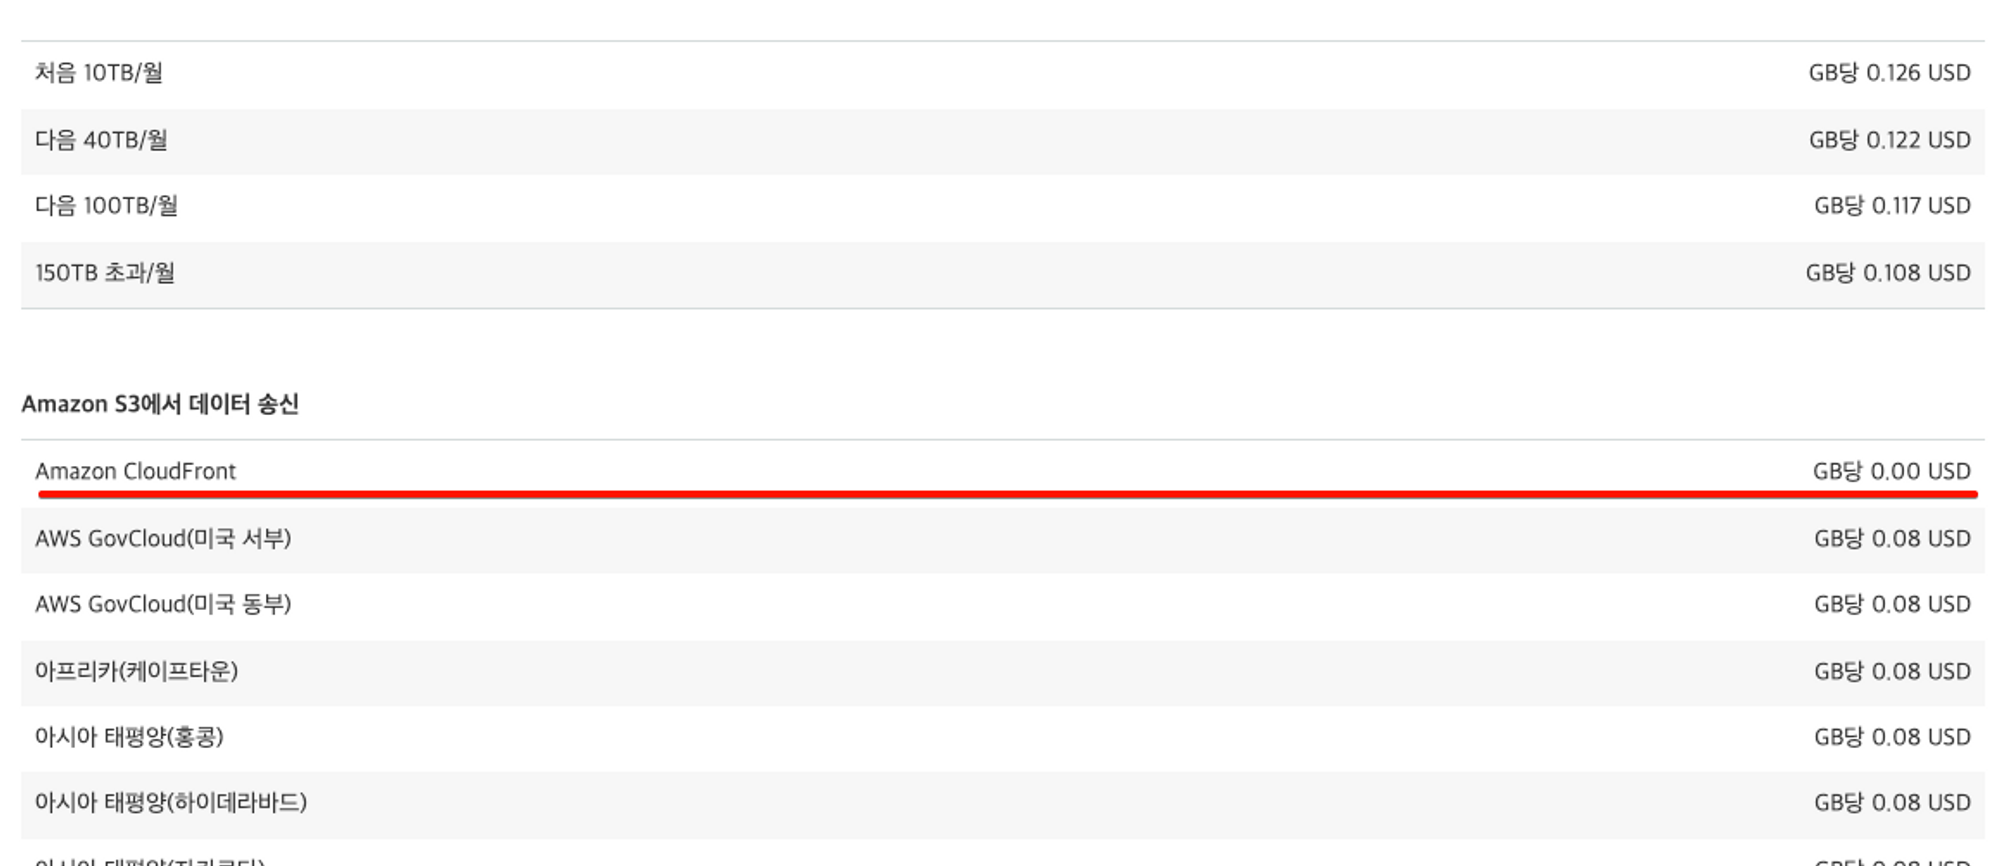 처음 10TB/월 GB당 0.126 USD
다음 40TB/월 GB당 0.122 USD
다음 100TB/월 GB당 0.117 USD
150TB 초과/월 GB당 0.108 USD
Amazon S3에서 데이터 송신
Amazon CloudFront GB당 0.00 USD
AWS GovCloud(미국 서부) GB당 0.08 USD
AWS GovCloud(미국 동부) GB당 0.08 USD
아프리카(케이프타운) GB당 0.08 USD
아시아 태평양(홍콩) GB당 0.08 USD
아시아 태평양(하이데라바드) GB당 0.08 USD